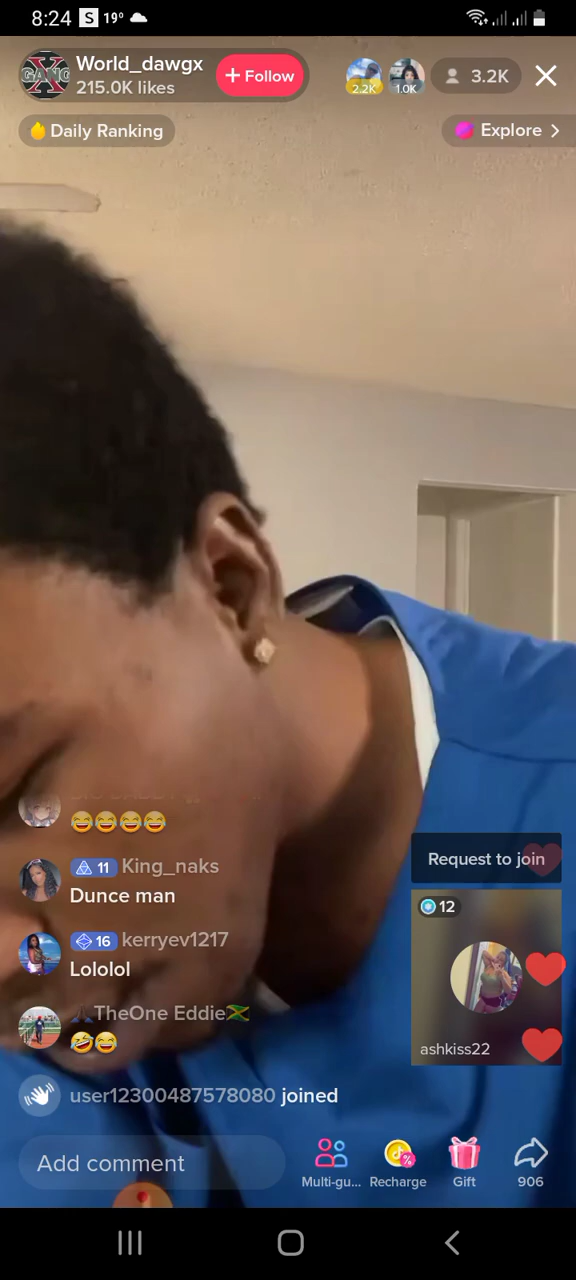 8:24 S 19°
World_dawgx
215.0K likes
+ Follow
2.2K
1.0K
3.2K
GANG
X
Daily Ranking
Explore >
😂😂😂😂
11 King_naks
Dunce man
16 kerryev1217
Lololol
🙏🏿TheOne Eddie🇯🇲
🤣😂
user12300487578080 joined
Request to join
12
ashkiss22
Add comment
Multi-gu...
Recharge
Gift
906